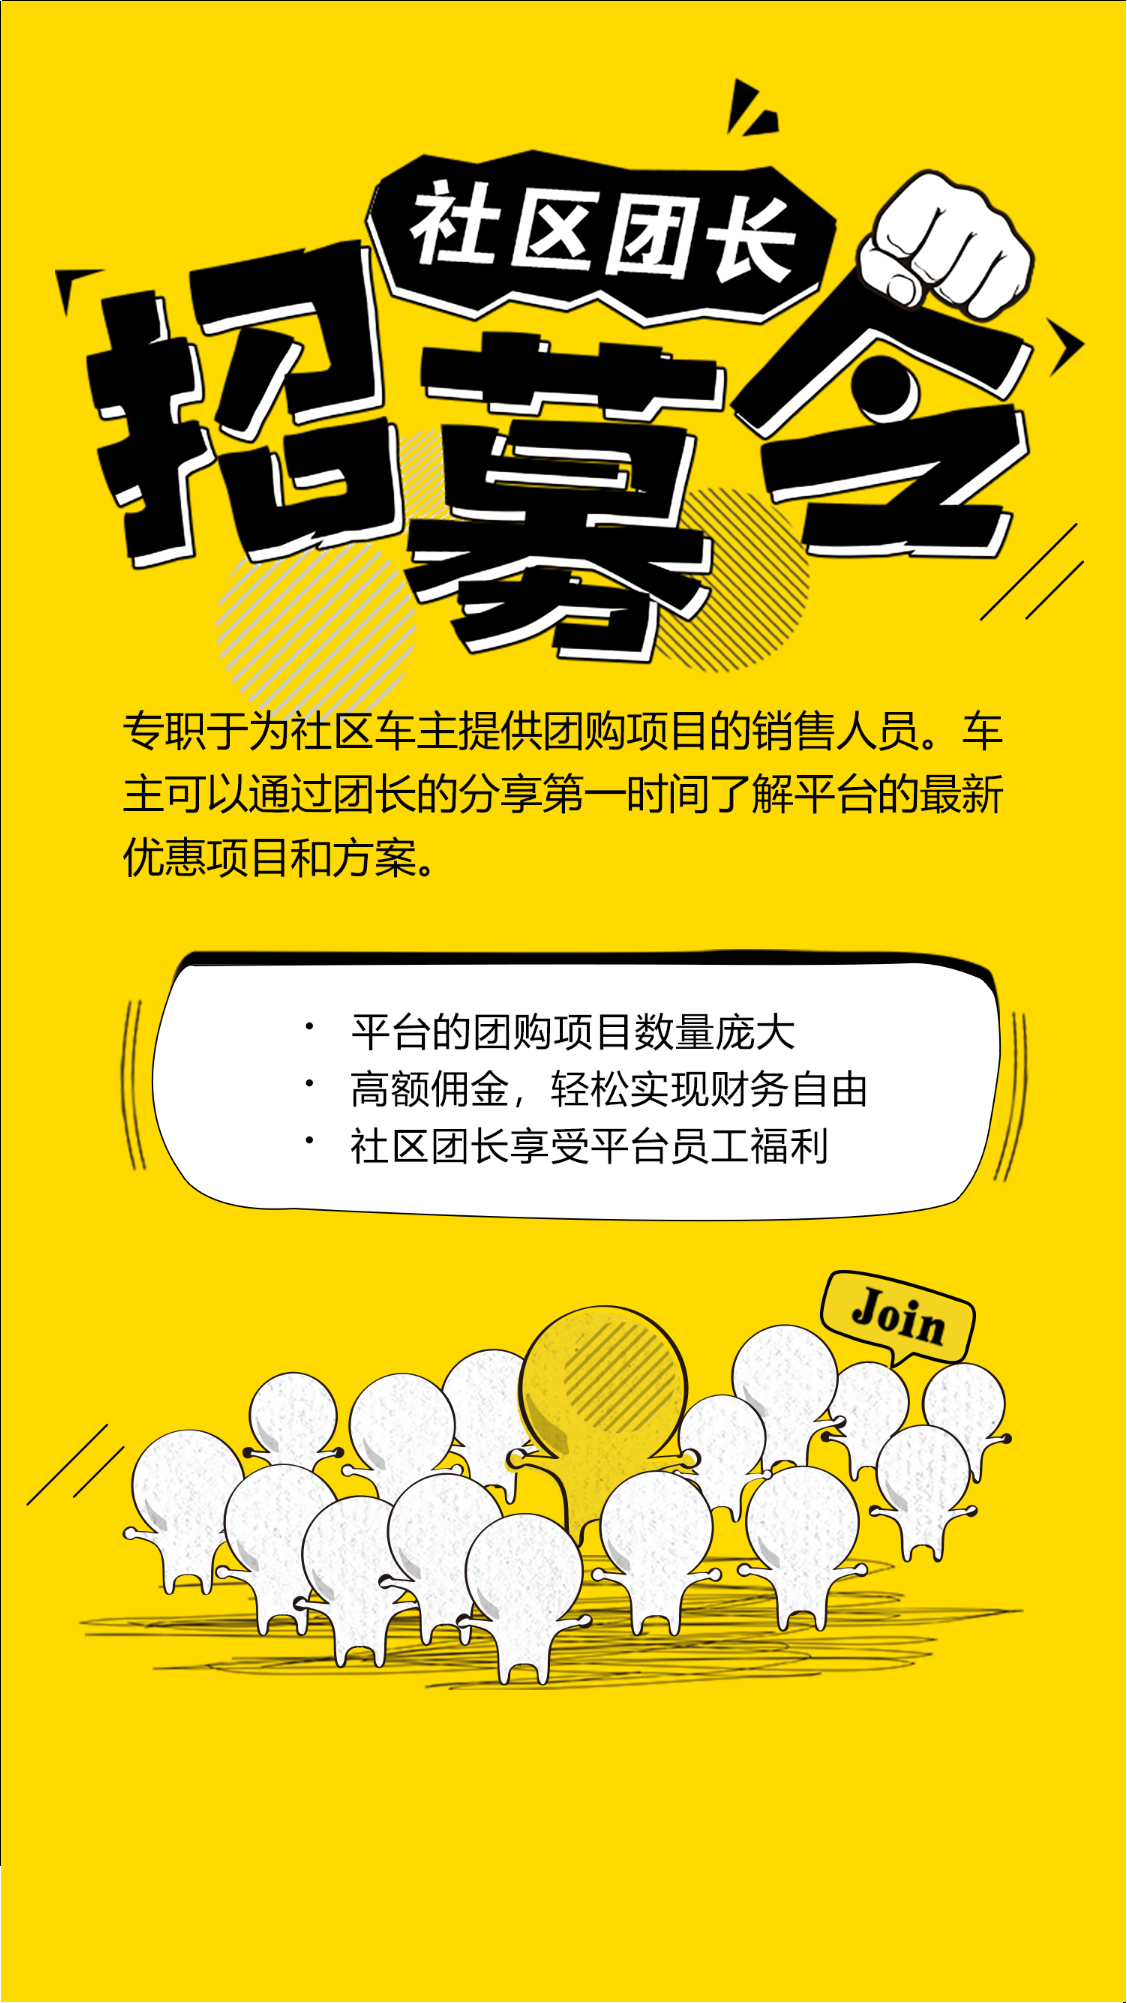 社区团长
招募令
专职于为社区车主提供团购项目的销售人员。车
主可以通过团长的分享第一时间了解平台的最新
优惠项目和方案。
• 平台的团购项目数量庞大
• 高额佣金，轻松实现财务自由
• 社区团长享受平台员工福利
Join